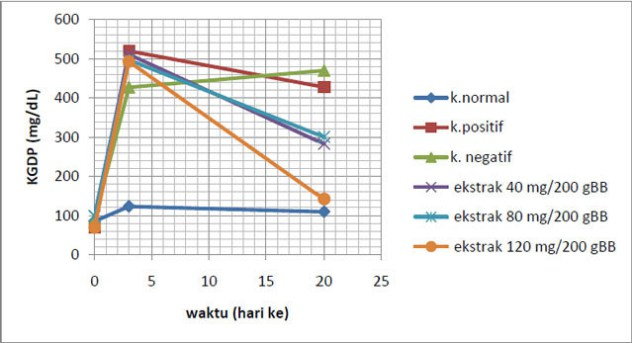 600
500
400
300
200
100
0
KGDP (mg/dL)
0 5 10 15 20 25
waktu (hari ke)
k.normal
k.positif
k. negatif
ekstrak 40 mg/200 gBB
ekstrak 80 mg/200 gBB
ekstrak 120 mg/200 gBB